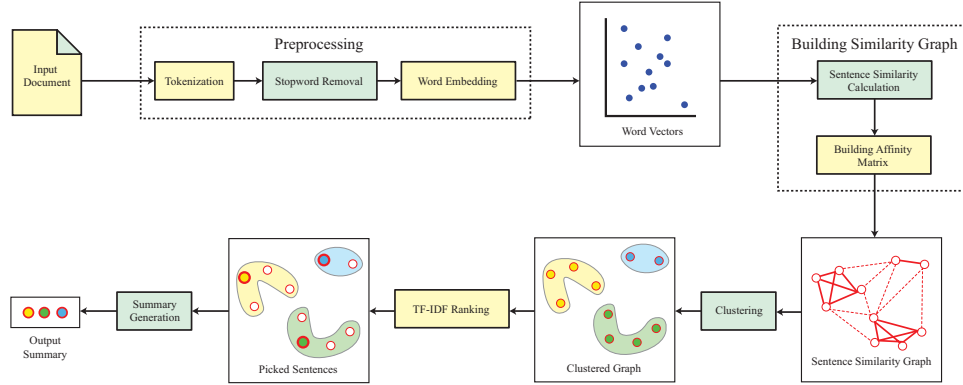 Input
Document
Preprocessing
Tokenization
Stopword Removal
Word Embedding
Word Vectors
Building Similarity Graph
Sentence Similarity
Calculation
Building Affinity
Matrix
Sentence Similarity Graph
Clustering
Clustered Graph
TF-IDF Ranking
Picked Sentences
Summary
Generation
Output
Summary